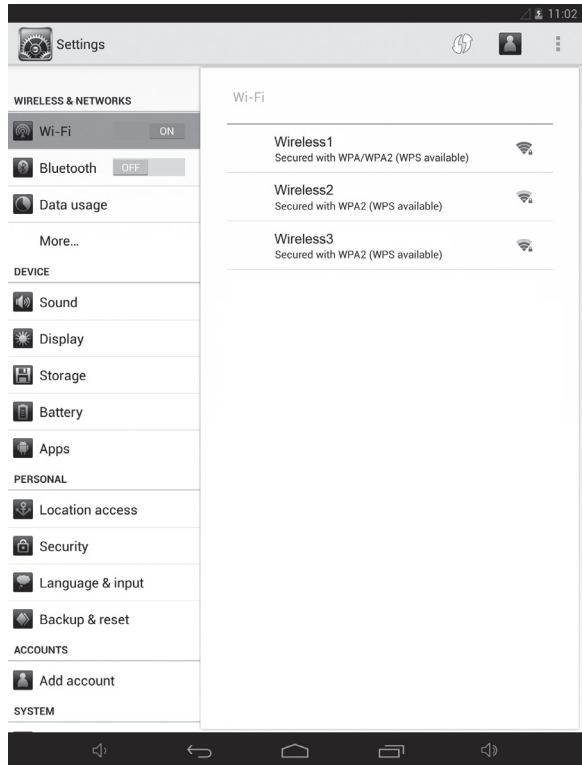 11:02
Settings
WIRELESS & NETWORKS
Wi-Fi ON
Bluetooth OFF
Data usage
More...
DEVICE
Sound
Display
Storage
Battery
Apps
PERSONAL
Location access
Security
Language & input
Backup & reset
ACCOUNTS
Add account
SYSTEM
Wi-Fi
Wireless1
Secured with WPA/WPA2 (WPS available)
Wireless2
Secured with WPA2 (WPS available)
Wireless3
Secured with WPA2 (WPS available)